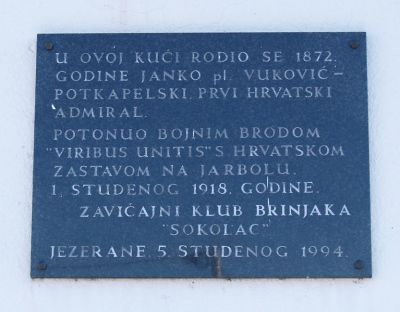 U OVOJ KUĆI RODIO SE 1872.
GODINE JANKO pl. VUKOVIĆ –
POTKAPELSKI, PRVI HRVATSKI
ADMIRAL.
POTONUO BOJNIM BRODOM
"VIRIBUS UNITIS" S HRVATSKOM
ZASTAVOM NA JARBOLU.
1. STUDENOG 1918. GODINE.
ZAVIČAJNI KLUB BRINJAKA
"SOKOLAC"
JEZERANE, 5. STUDENOG 1994.